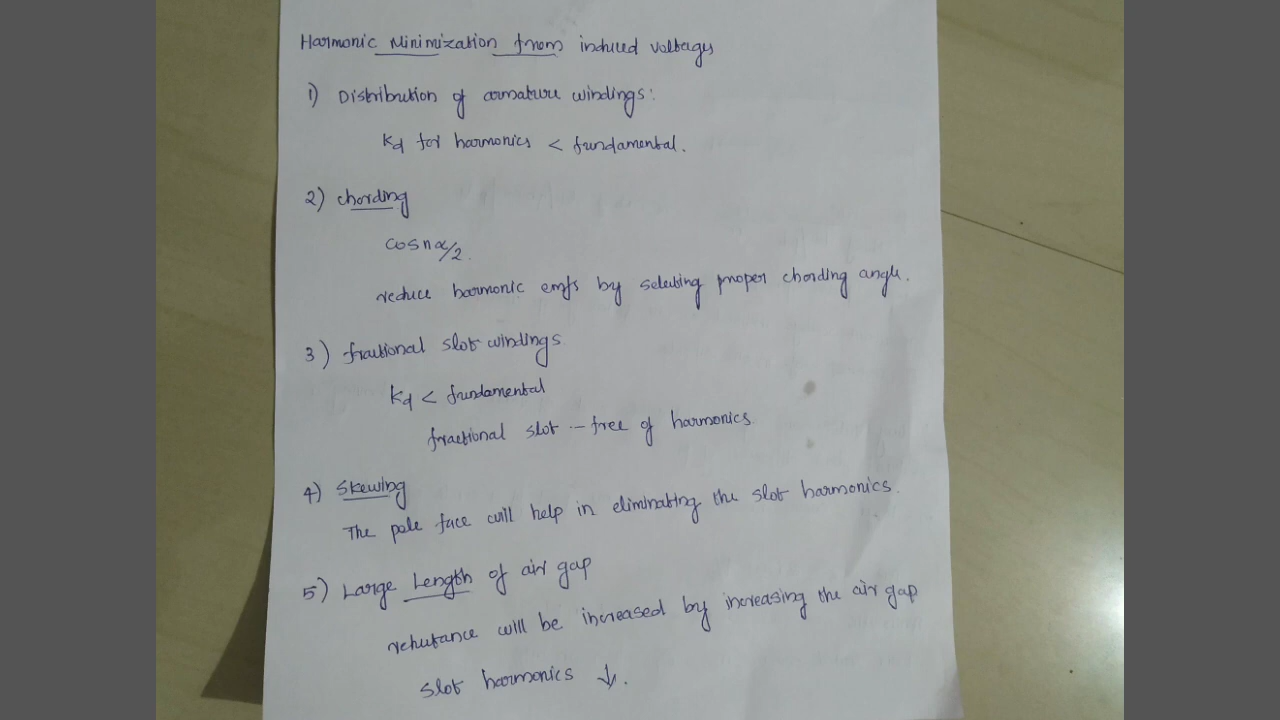 Harmonic Minimization from induced voltages
1) Distribution of armature windings:
Kd for harmonics < fundamental.
2) chording
cosnα/2.
reduce harmonic emfs by selecting proper chording angle.
3) fractional slot windings
Kd < fundamental
fractional slot - free of harmonics
4) Skewing
The pole face will help in eliminating the slot harmonics.
5) Large Length of air gap
reluctance will be increased by increasing the air gap
slot harmonics ↓.